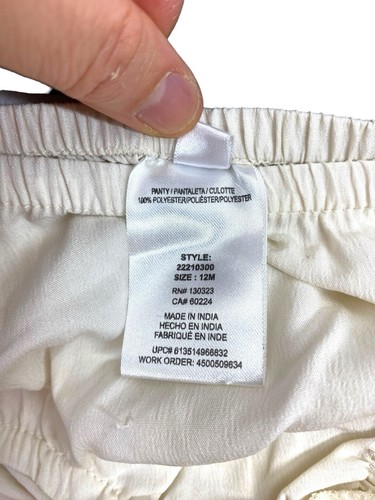 PANTY / PANTALETA / CULOTTE
100% POLYESTER/POLIÉSTER/POLYESTER
STYLE:
22210300
SIZE : 12M
RN# 130323
CA# 60224
MADE IN INDIA
HECHO EN INDIA
FABRIQUÉ EN INDE
UPC# 613514966832
WORK ORDER: 4500509634